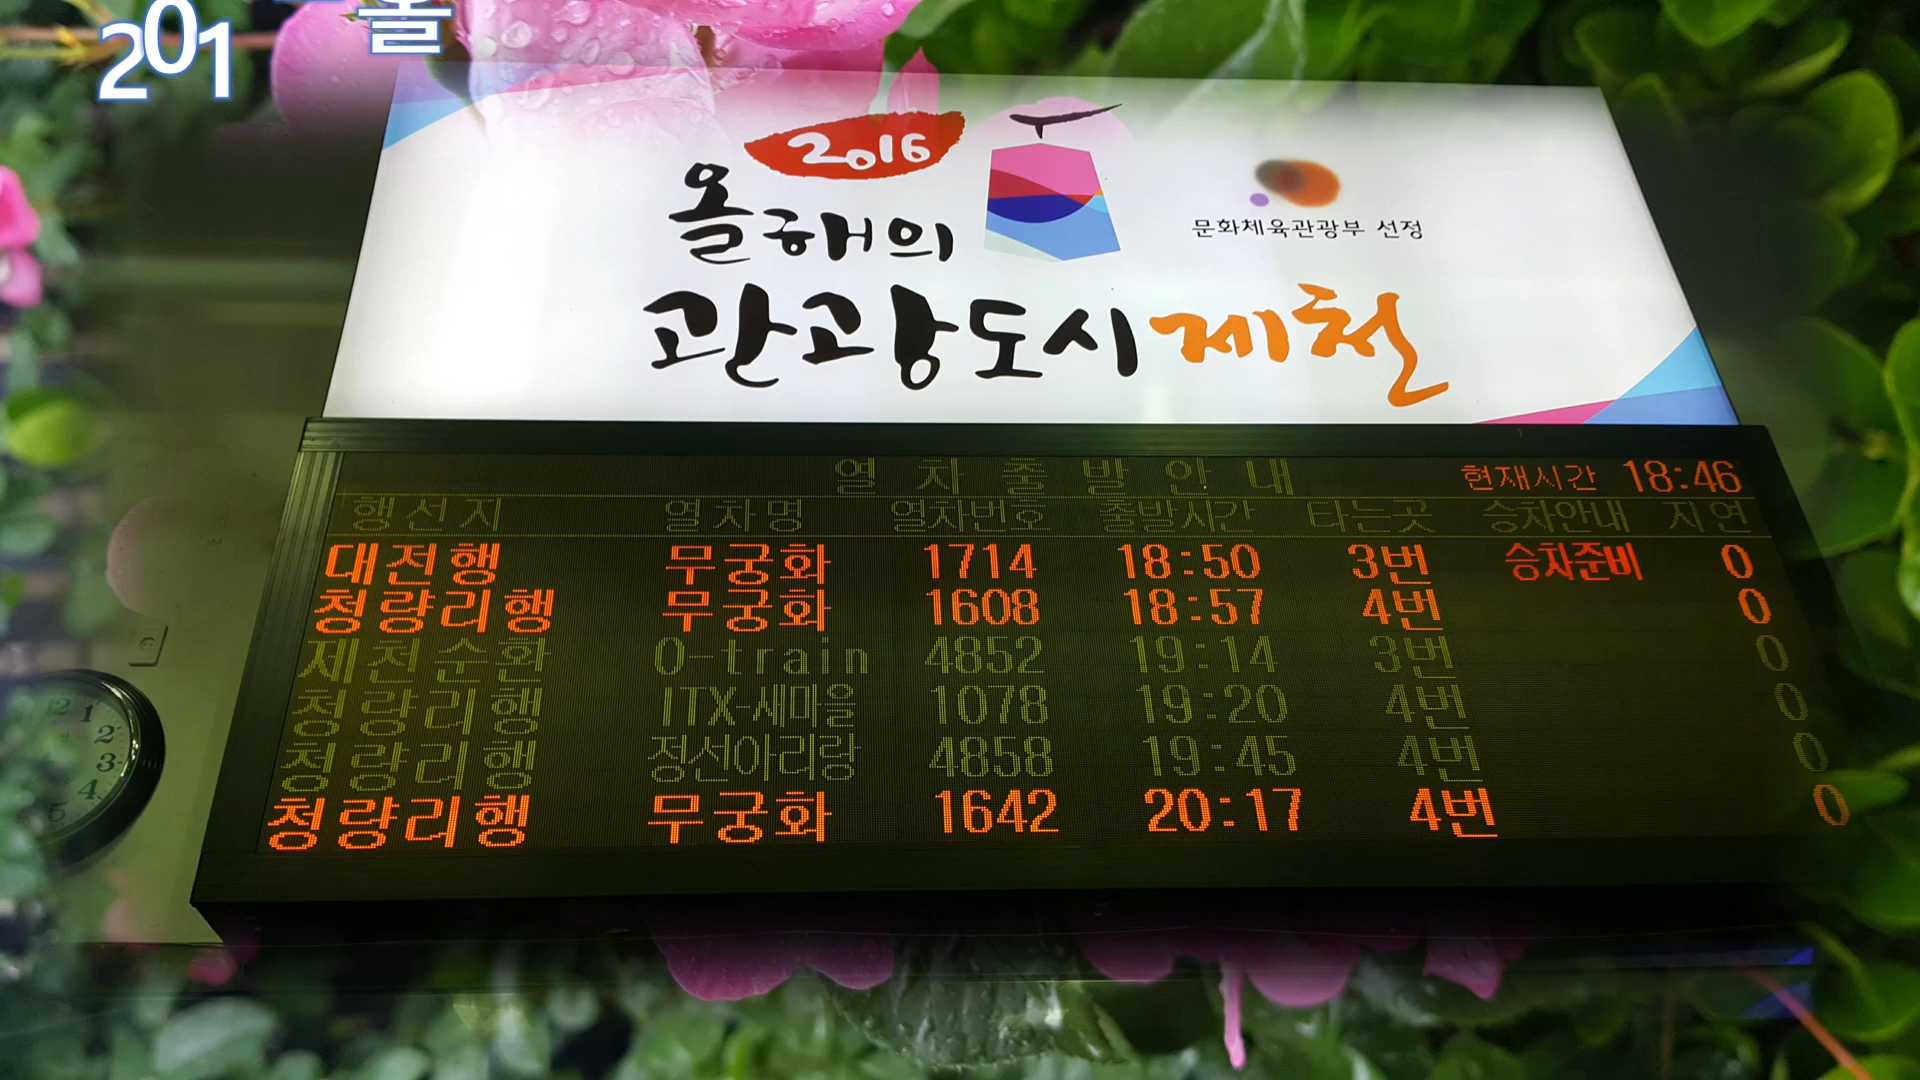 201
올
2016
올해의
관광도시 제천
문화체육관광부 선정
열차출발안내 현재시간 18:46
행선지 열차명 열차번호 출발시간 타는곳 승차안내 지연
대전행 무궁화 1714 18:50 3번 승차준비 0
청량리행 무궁화 1608 18:57 4번 0
제천순환 O-train 4852 19:14 3번 0
청량리행 ITX-새마을 1078 19:20 4번 0
청량리행 정선아리랑 4858 19:45 4번 0
청량리행 무궁화 1642 20:17 4번 0
12
1
2
3
4
5